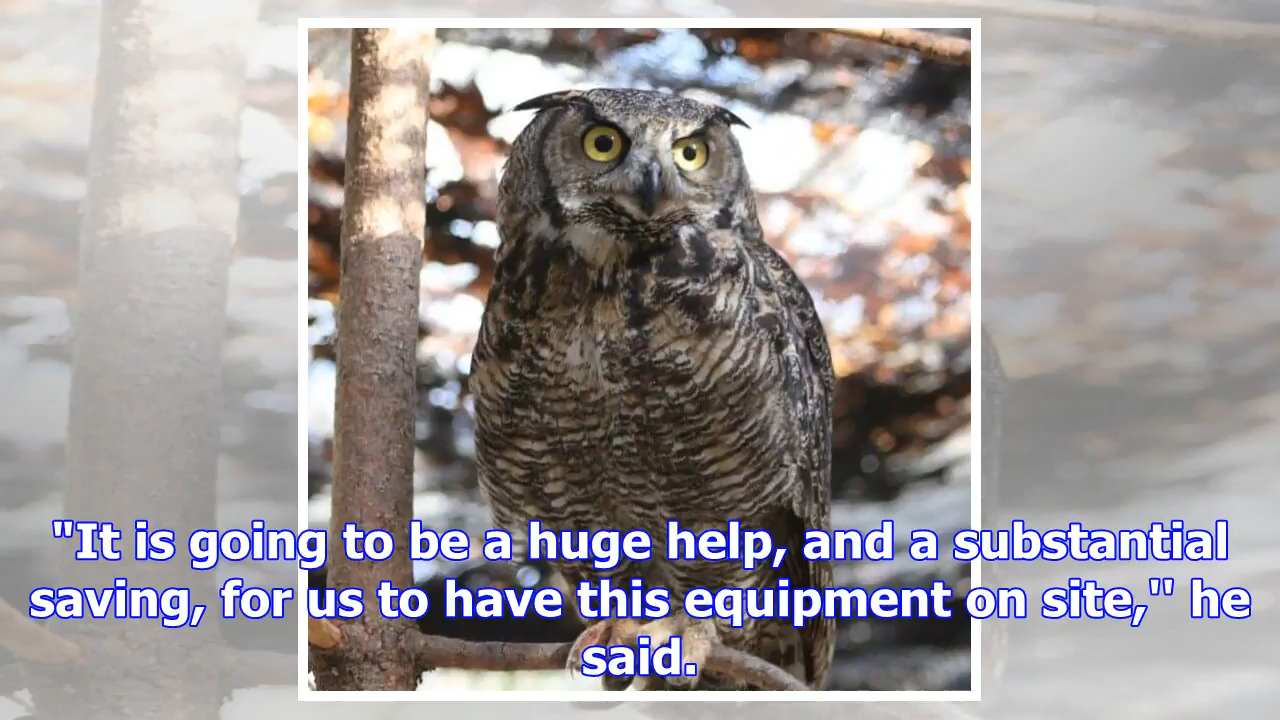 "It is going to be a huge help, and a substantial
saving, for us to have this equipment on site,'' he
said.